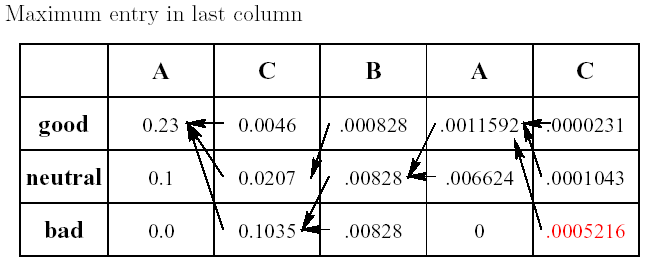 Maximum entry in last column
A C B A C
good 0.23 0.0046 .000828 .0011592 .0000231
neutral 0.1 0.0207 .00828 .006624 .0001043
bad 0.0 0.1035 .00828 0 .0005216